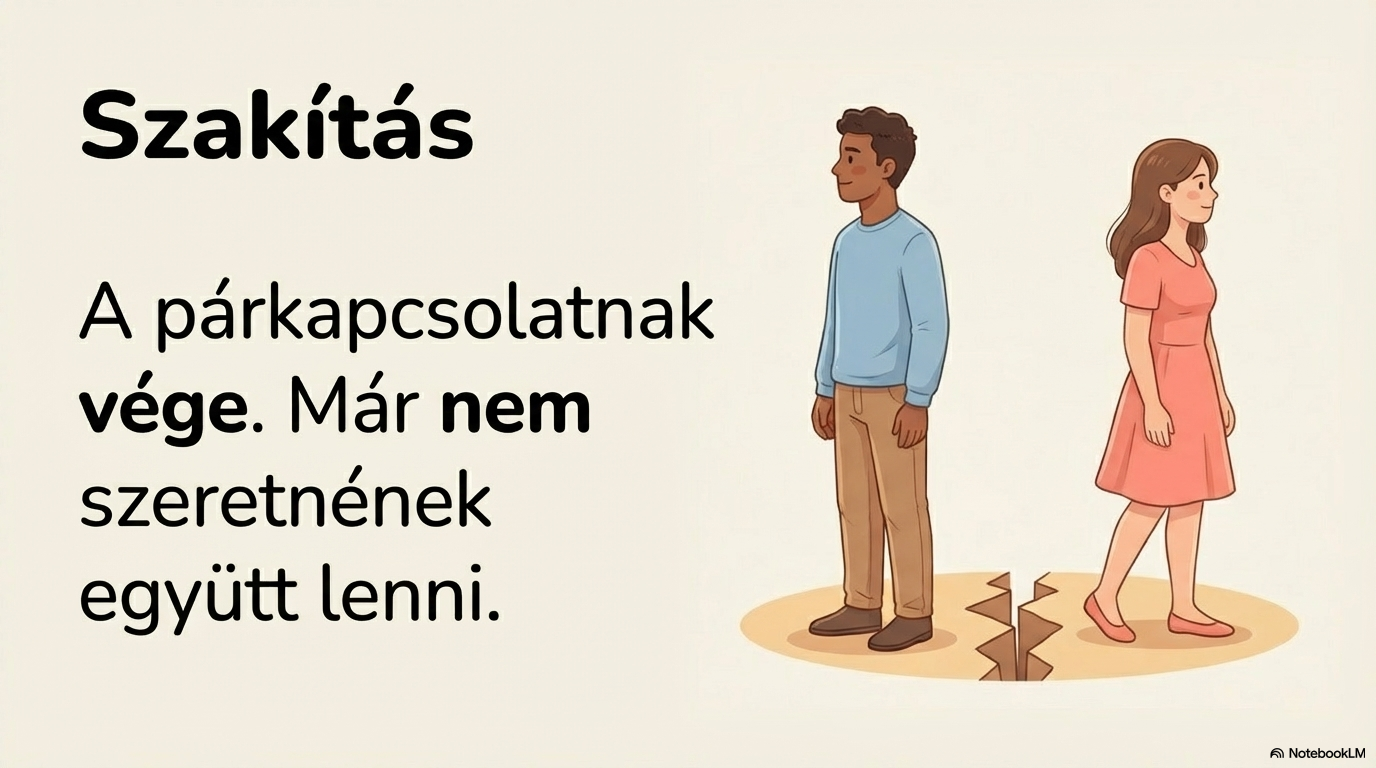 Szakítás
A párkapcsolatnak
vége. Már nem
szeretnének
együtt lenni.
NotebookLM